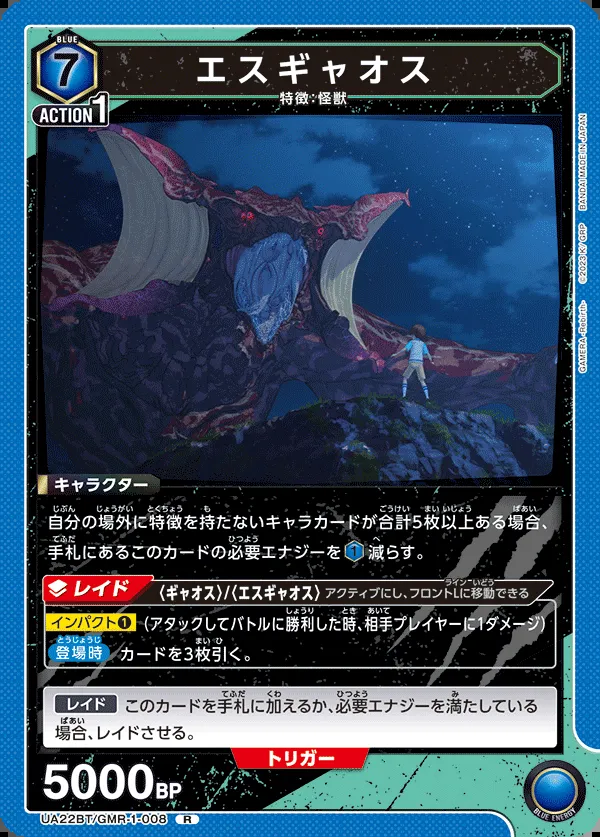 BLUE
7
エスギャオス
特徴:怪獣
ACTION 1
GAMERA -Rebirth- ©2023 K/ GRP BANDAI MADE IN JAPAN
キャラクター
自分の場外に特徴を持たないキャラカードが合計5枚以上ある場合、
手札にあるこのカードの必要エナジーを1減らす。
レイド 〈ギャオス〉/〈エスギャオス〉 アクティブにし、フロントLに移動できる
インパクト❶ (アタックしてバトルに勝利した時、相手プレイヤーに1ダメージ)
登場時 カードを3枚引く。
レイド このカードを手札に加えるか、必要エナジーを満たしている
場合、レイドさせる。
トリガー
5000BP
BLUE ENERGY
UA22BT/GMR-1-008 R